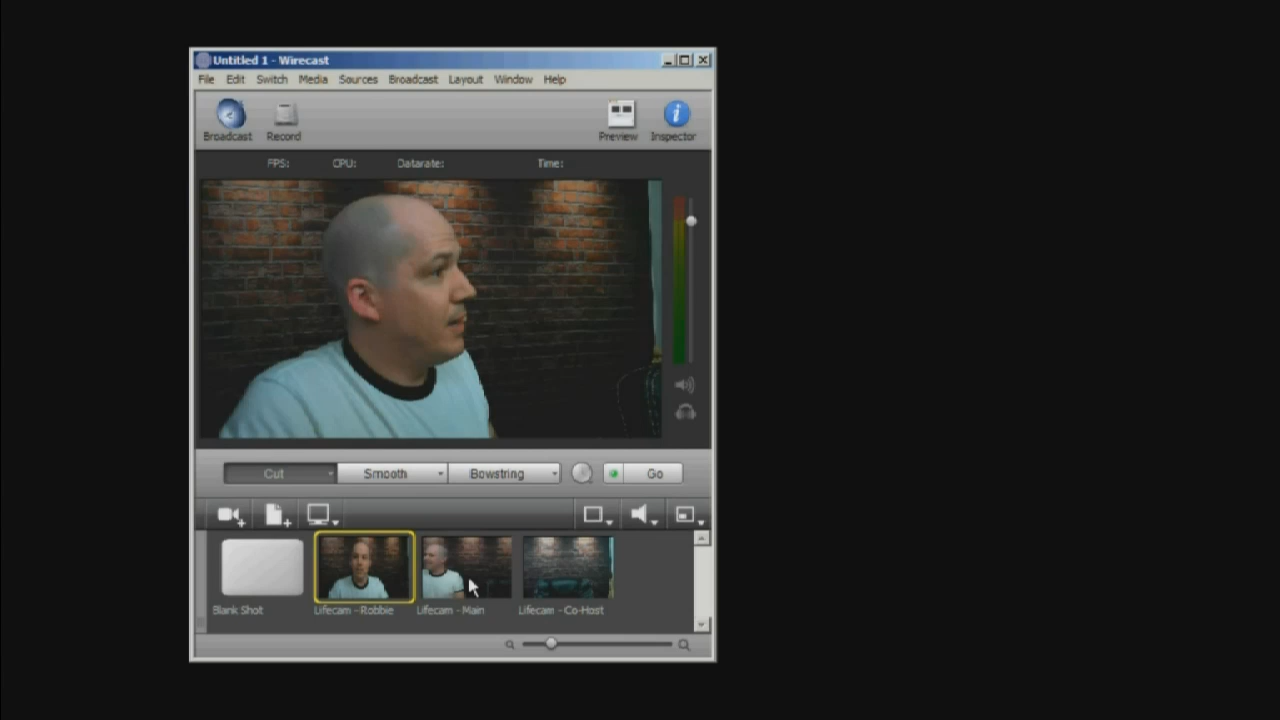 Untitled 1 - Wirecast
File Edit Switch Media Sources Broadcast Layout Window Help
Broadcast Record Preview Inspector
FPS: CPU: Datarate: Time:
Cut Smooth Bowstring Go
Blank Shot Lifecam - Robbie Lifecam - Main Lifecam - Co-Host